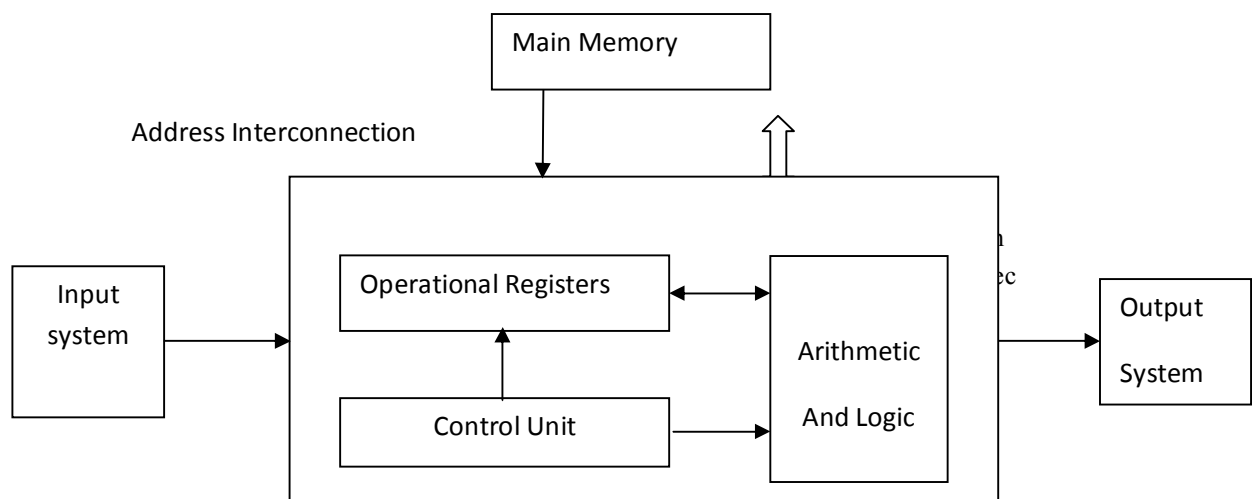 Main Memory
Address Interconnection
Operational Registers
Input
system
Output
System
Arithmetic
And Logic
Control Unit